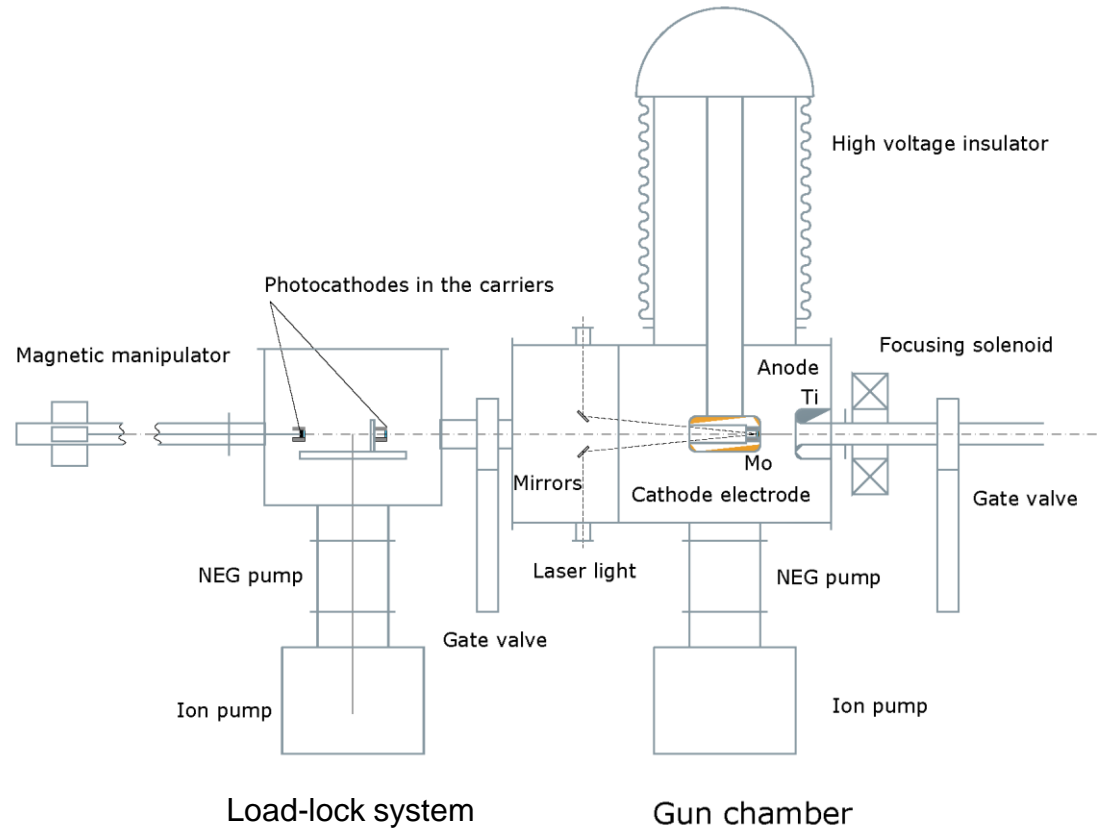 High voltage insulator
Photocathodes in the carriers
Magnetic manipulator
Focusing solenoid
Anode
Ti
Mo
Mirrors
Cathode electrode
Gate valve
Laser light
NEG pump
NEG pump
Gate valve
Ion pump
Ion pump
Load-lock system
Gun chamber